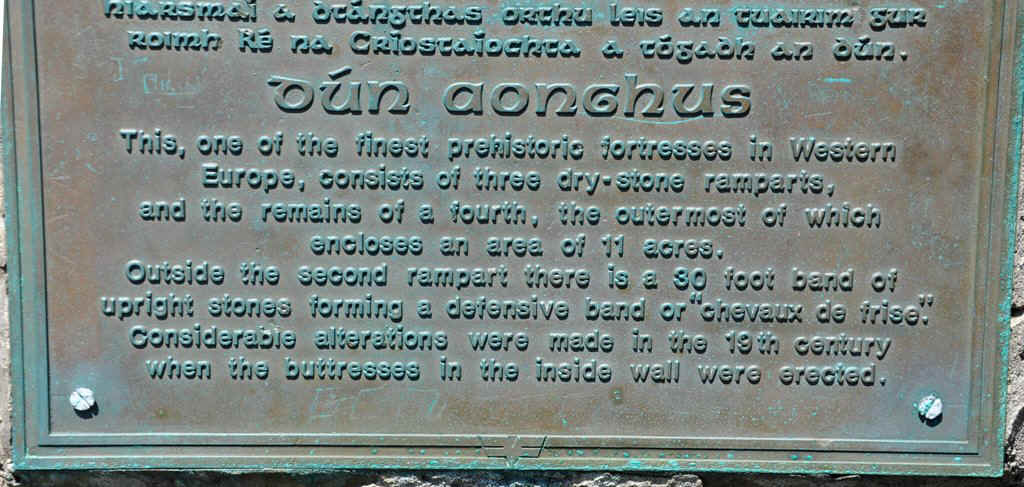 hiarsmaí a dtángthas orthu leis an tuairim gur
roimh Ré na Críostaíochta a tógadh an dún.
Dún Aonghus
This, one of the finest prehistoric fortresses in Western
Europe, consists of three dry-stone ramparts,
and the remains of a fourth, the outermost of which
encloses an area of 11 acres.
Outside the second rampart there is a 30 foot band of
upright stones forming a defensive band or "chevaux de frise".
Considerable alterations were made in the 19th century
when the buttresses in the inside wall were erected.